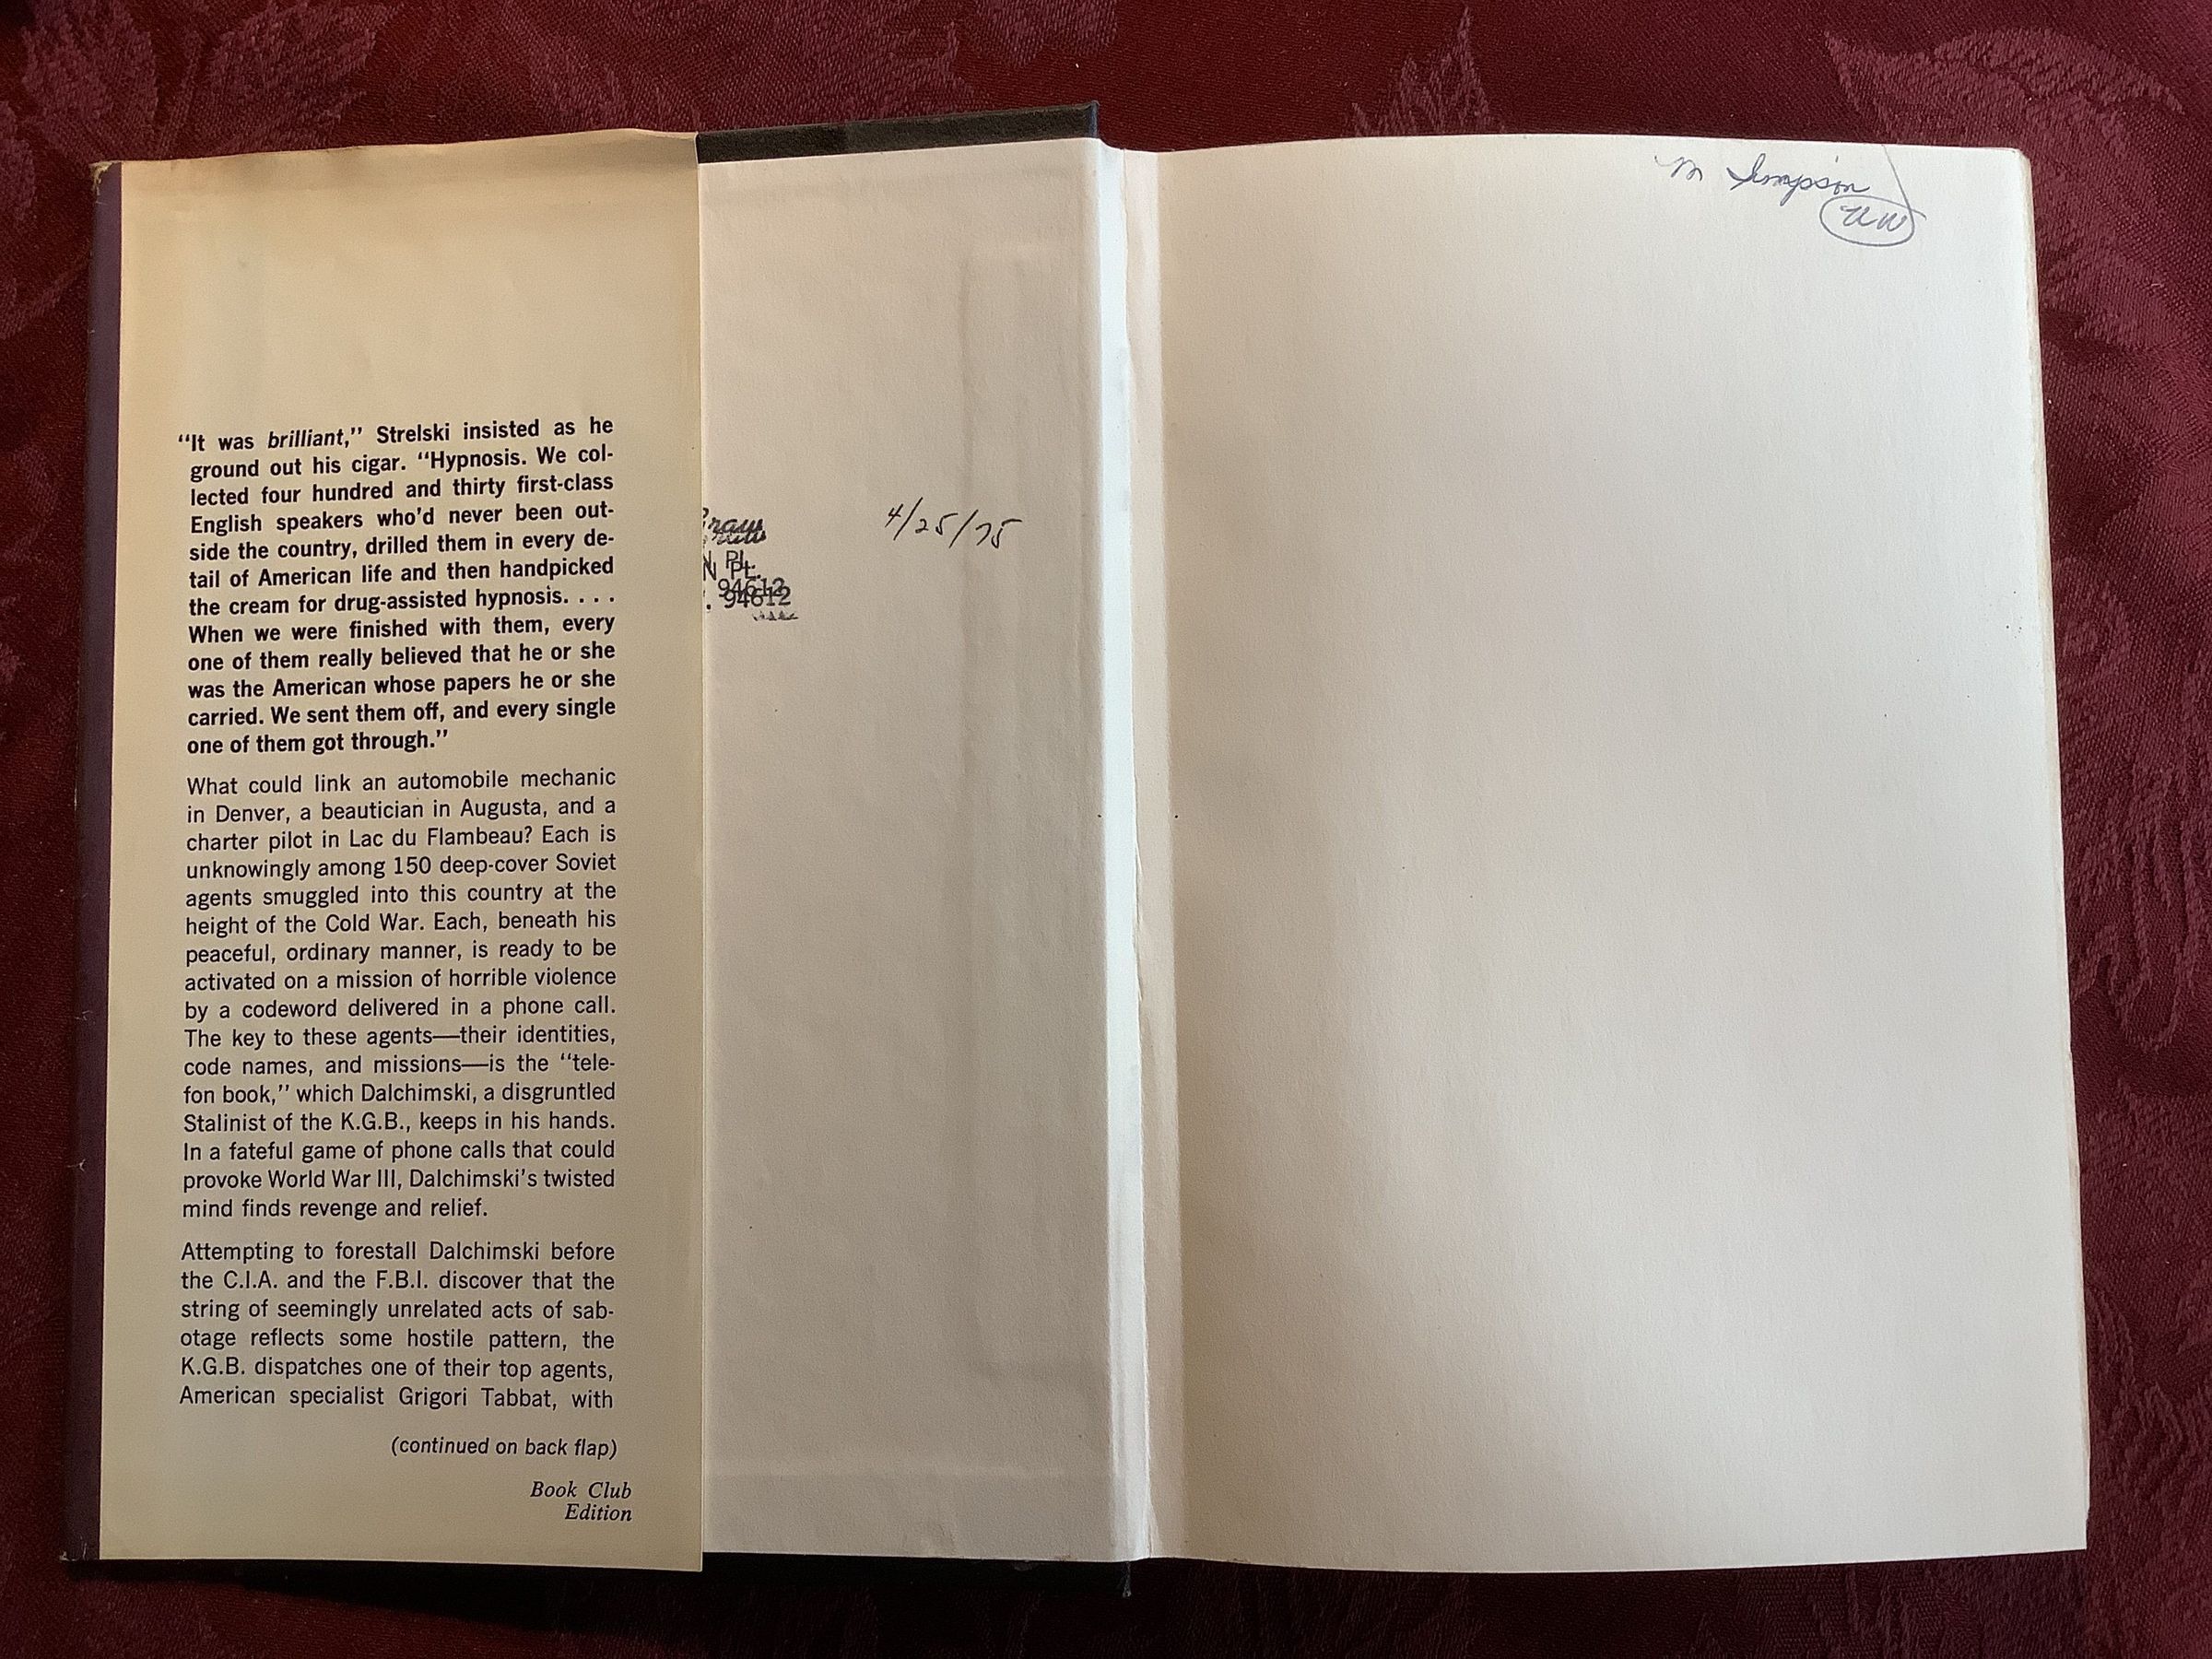 “It was brilliant,” Strelski insisted as he
ground out his cigar. “Hypnosis. We col-
lected four hundred and thirty first-class
English speakers who’d never been out-
side the country, drilled them in every de-
tail of American life and then handpicked
the cream for drug-assisted hypnosis. . . .
When we were finished with them, every
one of them really believed that he or she
was the American whose papers he or she
carried. We sent them off, and every single
one of them got through.”
What could link an automobile mechanic
in Denver, a beautician in Augusta, and a
charter pilot in Lac du Flambeau? Each is
unknowingly among 150 deep-cover Soviet
agents smuggled into this country at the
height of the Cold War. Each, beneath his
peaceful, ordinary manner, is ready to be
activated on a mission of horrible violence
by a codeword delivered in a phone call.
The key to these agents—their identities,
code names, and missions—is the “tele-
fon book,” which Dalchimski, a disgruntled
Stalinist of the K.G.B., keeps in his hands.
In a fateful game of phone calls that could
provoke World War III, Dalchimski’s twisted
mind finds revenge and relief.
Attempting to forestall Dalchimski before
the C.I.A. and the F.B.I. discover that the
string of seemingly unrelated acts of sab-
otage reflects some hostile pattern, the
K.G.B. dispatches one of their top agents,
American specialist Grigori Tabbat, with
(continued on back flap)
Book Club
Edition
N PL.
N PL.
94612
. 94612
4/25/75
M Simpson